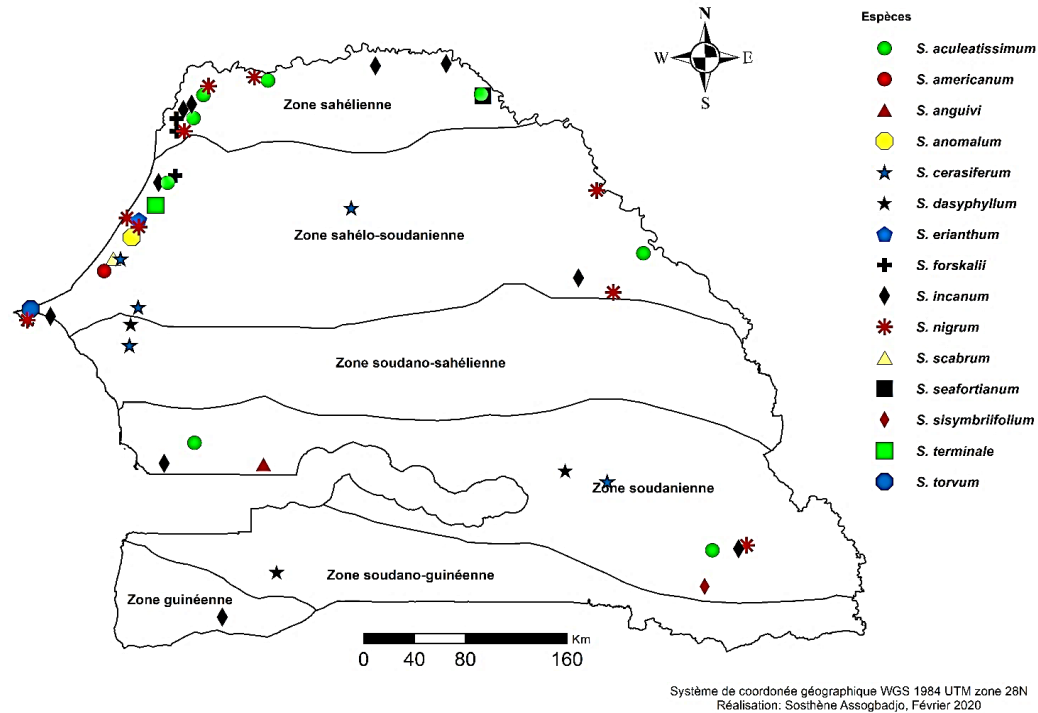 N
W E
S
Espèces
S. aculeatissimum
S. americanum
S. anguivi
S. anomalum
S. cerasiferum
S. dasyphyllum
S. erianthum
S. forskalii
S. incanum
S. nigrum
S. scabrum
S. seafortianum
S. sisymbriifolium
S. terminale
S. torvum
Zone sahélienne
Zone sahélo-soudanienne
Zone soudano-sahélienne
Zone soudanienne
Zone soudano-guinéenne
Zone guinéenne
Km
0 40 80 160
Système de coordonée géographique WGS 1984 UTM zone 28N
Réalisation: Sosthène Assogbadjo, Février 2020